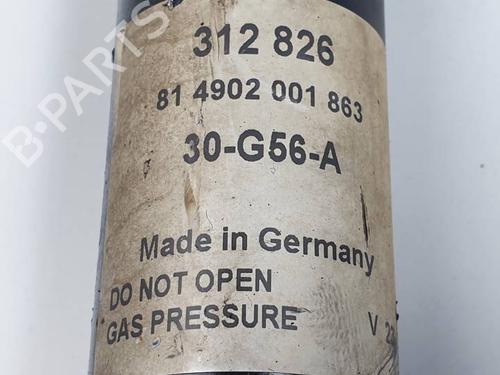 B-PARTS
312 826
81 4902 001 863
30-G56-A
Made in Germany
DO NOT OPEN
GAS PRESSURE V